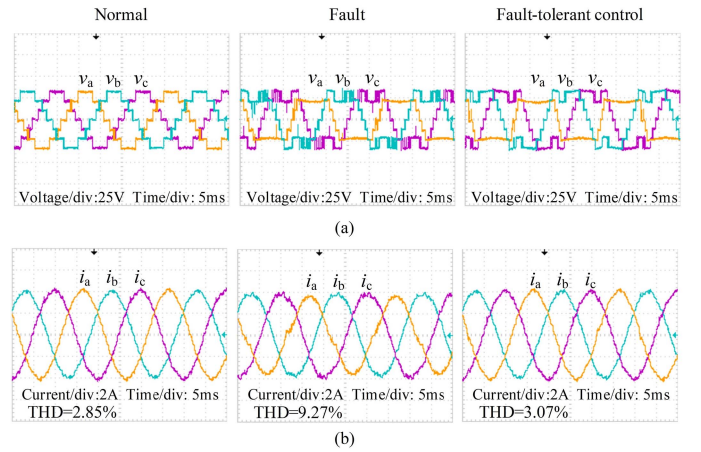 Normal Fault Fault-tolerant control
va vb vc va vb vc va vb vc
Voltage/div:25V Time/div: 5ms Voltage/div:25V Time/div: 5ms Voltage/div:25V Time/div: 5ms
(a)
ia ib ic ia ib ic ia ib ic
Current/div:2A Time/div: 5ms Current/div:2A Time/div: 5ms Current/div:2A Time/div: 5ms
THD=2.85% THD=9.27% THD=3.07%
(b)